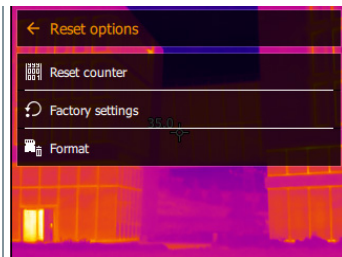 Reset options
Reset counter
Factory settings
35.0
Format